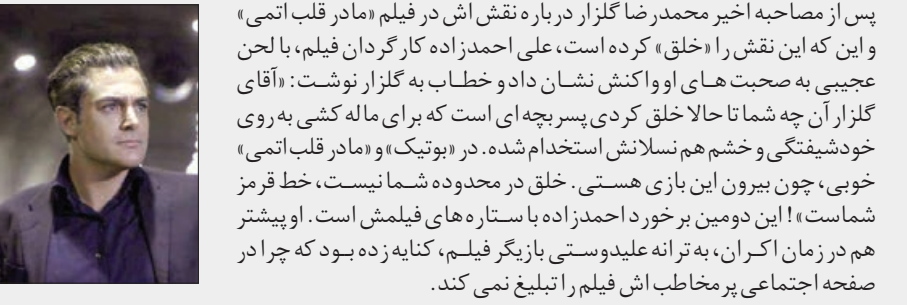 پس از مصاحبه اخیر محمدرضا گلزار درباره نقش اش در فیلم «مادر قلب اتمی»
و این که این نقش را «خلق» کرده است، علی احمدزاده کارگردان فیلم، با لحن
عجیبی به صحبت های او واکنش نشان داد و خطاب به گلزار نوشت: «آقای
گلزار آن چه شما تا حالا خلق کردی پسربچه ای است که برای ماله کشی به روی
خودشیفتگی و خشم هم نسلانش استخدام شده. در «بوتیک» و «مادر قلب اتمی»
خوبی، چون بیرون این بازی هستی. خلق در محدوده شما نیست، خط قرمز
شماست»! این دومین برخورد احمدزاده با ستاره های فیلمش است. او پیشتر
هم در زمان اکران، به ترانه علیدوستی بازیگر فیلم، کنایه زده بود که چرا در
صفحه اجتماعی پرمخاطب اش فیلم را تبلیغ نمی کند.